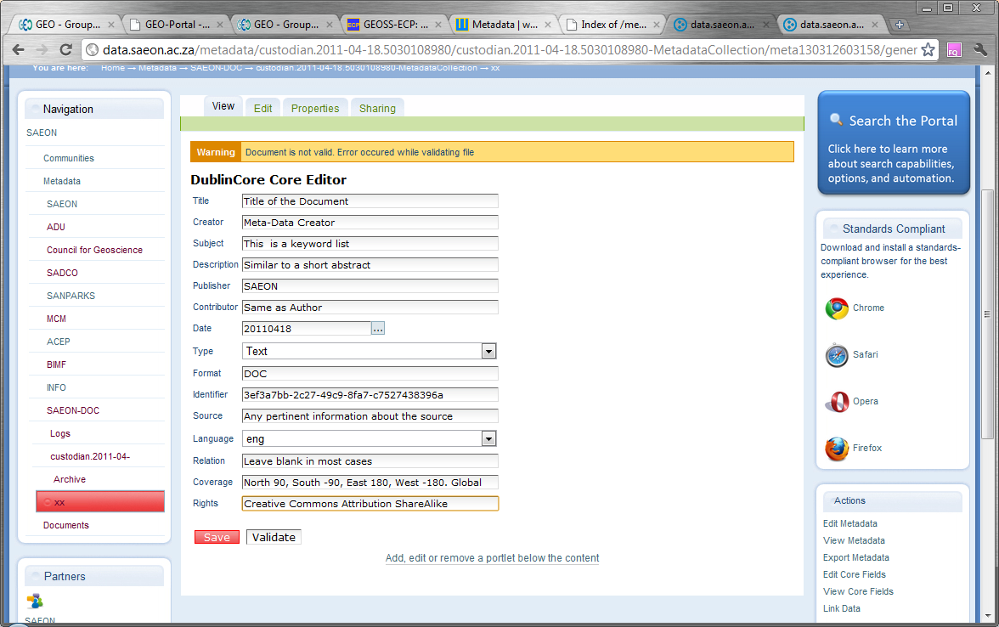 GEO - Group...
GEO-Portal -...
GEO - Group...
ECP GEOSS-ECP: ...
Metadata | w...
Index of /me...
data.saeon.a...
data.saeon.a...
data.saeon.ac.za/metadata/custodian.2011-04-18.5030108980/custodian.2011-04-18.5030108980-MetadataCollection/meta130312603158/gener
You are here: Home → Metadata → SAEON-DOC → custodian.2011-04-18.5030108980-MetadataCollection → xx
Navigation
SAEON
Communities
Metadata
SAEON
ADU
Council for Geoscience
SADCO
SANPARKS
MCM
ACEP
BIMF
INFO
SAEON-DOC
Logs
custodian.2011-04-
Archive
xx
Documents
Partners
SAEON
View
Edit
Properties
Sharing
Warning Document is not valid. Error occured while validating file
DublinCore Core Editor
Title Title of the Document
Creator Meta-Data Creator
Subject This  is a keyword list
Description Similar to a short abstract
Publisher SAEON
Contributor Same as Author
Date 20110418 ...
Type Text
Format DOC
Identifier 3ef3a7bb-2c27-49c9-8fa7-c7527438396a
Source Any pertinent information about the source
Language eng
Relation Leave blank in most cases
Coverage North 90, South -90, East 180, West -180. Global
Rights Creative Commons Attribution ShareAlike
Save Validate
Add, edit or remove a portlet below the content
Search the Portal
Click here to learn more
about search capabilities,
options, and automation.
Standards Compliant
Download and install a standards-
compliant browser for the best
experience.
Chrome
Safari
Opera
Firefox
Actions
Edit Metadata
View Metadata
Export Metadata
Edit Core Fields
View Core Fields
Link Data